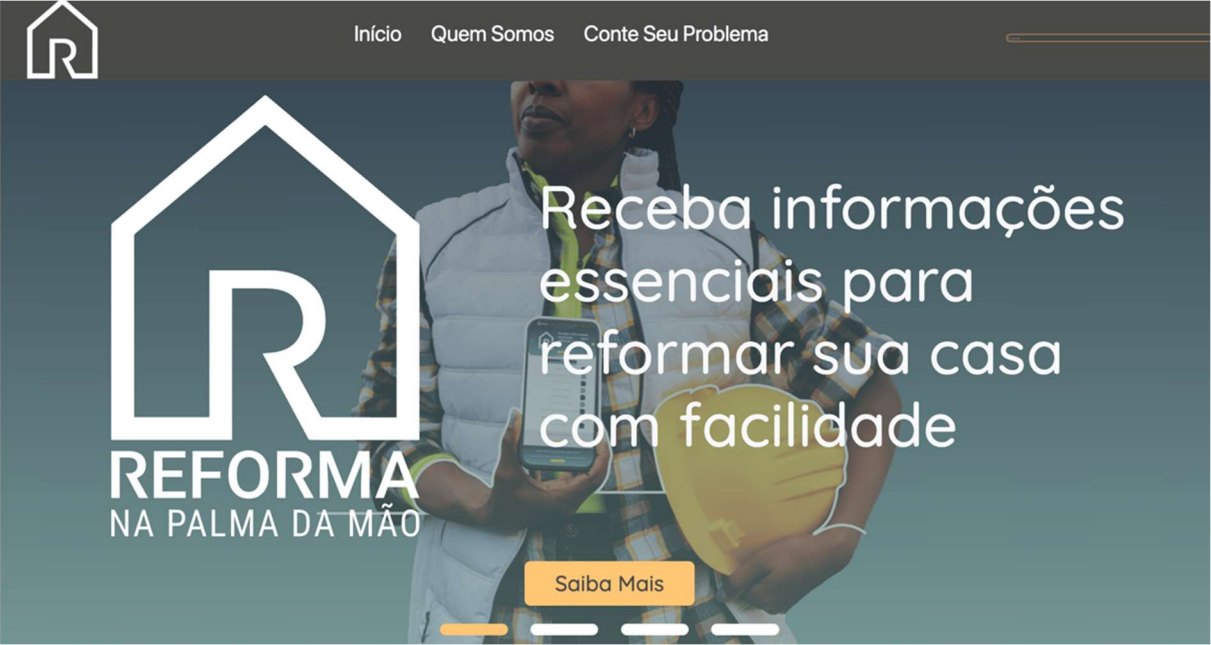 Início Quem Somos Conte Seu Problema
R
Receba informações
essenciais para
reformar sua casa
com facilidade
REFORMA
NA PALMA DA MÃO
Saiba Mais